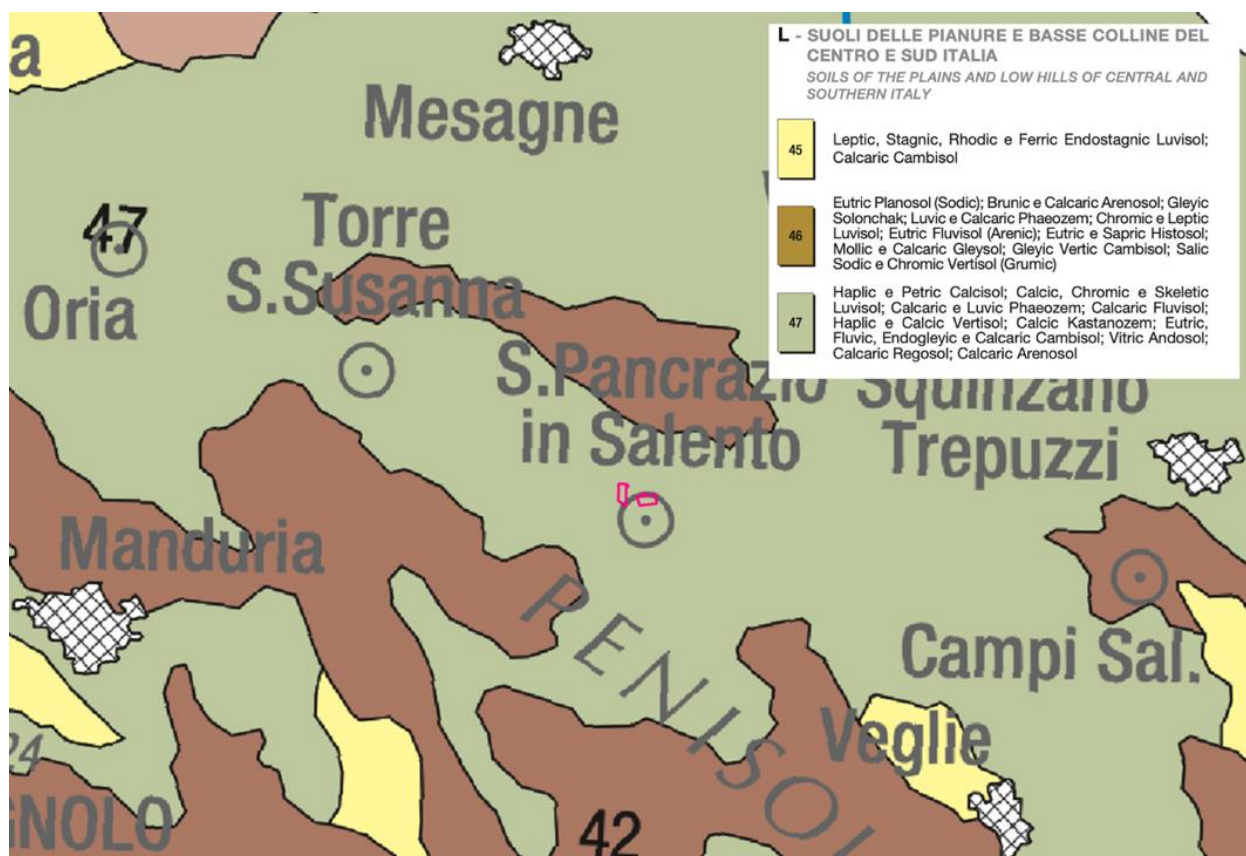 a
Mesagne
47
Oria
Torre
S.Susanna
S.Pancrazio
in Salento
Squinzano
Trepuzzi
Manduria
PENISOL
Campi Sal.
Veglie
24
GNOLO
42
L - SUOLI DELLE PIANURE E BASSE COLLINE DEL
CENTRO E SUD ITALIA
SOILS OF THE PLAINS AND LOW HILLS OF CENTRAL AND
SOUTHERN ITALY
45
Leptic, Stagnic, Rhodic e Ferric Endostagnic Luvisol;
Calcaric Cambisol
46
Eutric Planosol (Sodic); Brunic e Calcaric Arenosol; Gleyic
Solonchak; Luvic e Calcaric Phaeozem; Chromic e Leptic
Luvisol; Eutric Fluvisol (Arenic); Eutric e Sapric Histosol;
Mollic e Calcaric Gleysol; Gleyic Vertic Cambisol; Salic
Sodic e Chromic Vertisol (Grumic)
47
Haplic e Petric Calcisol; Calcic, Chromic e Skeletic
Luvisol; Calcaric e Luvic Phaeozem; Calcaric Fluvisol;
Haplic e Calcic Vertisol; Calcic Kastanozem; Eutric,
Fluvic, Endogleyic e Calcaric Cambisol; Vitric Andosol;
Calcaric Regosol; Calcaric Arenosol